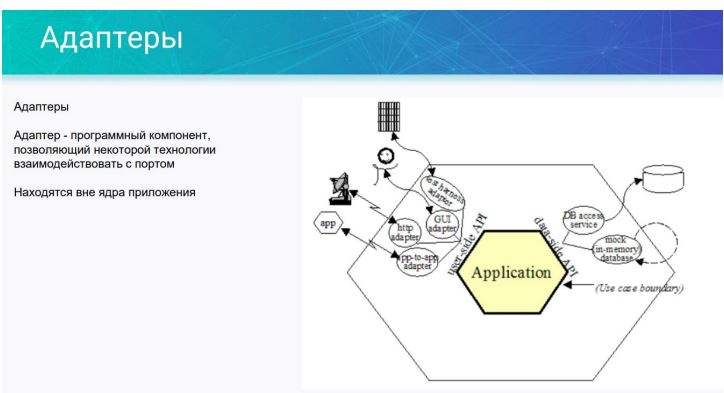 Адаптеры
Адаптеры
Адаптер - программный компонент,
позволяющий некоторой технологии
взаимодействовать с портом
Находятся вне ядра приложения
harness
adapter
GUI
adapter
http
adapter
app
app-to-app
adapter
user-side API
Application
data-side API
DB access
service
mock
in-memory
database
(Use case boundary)